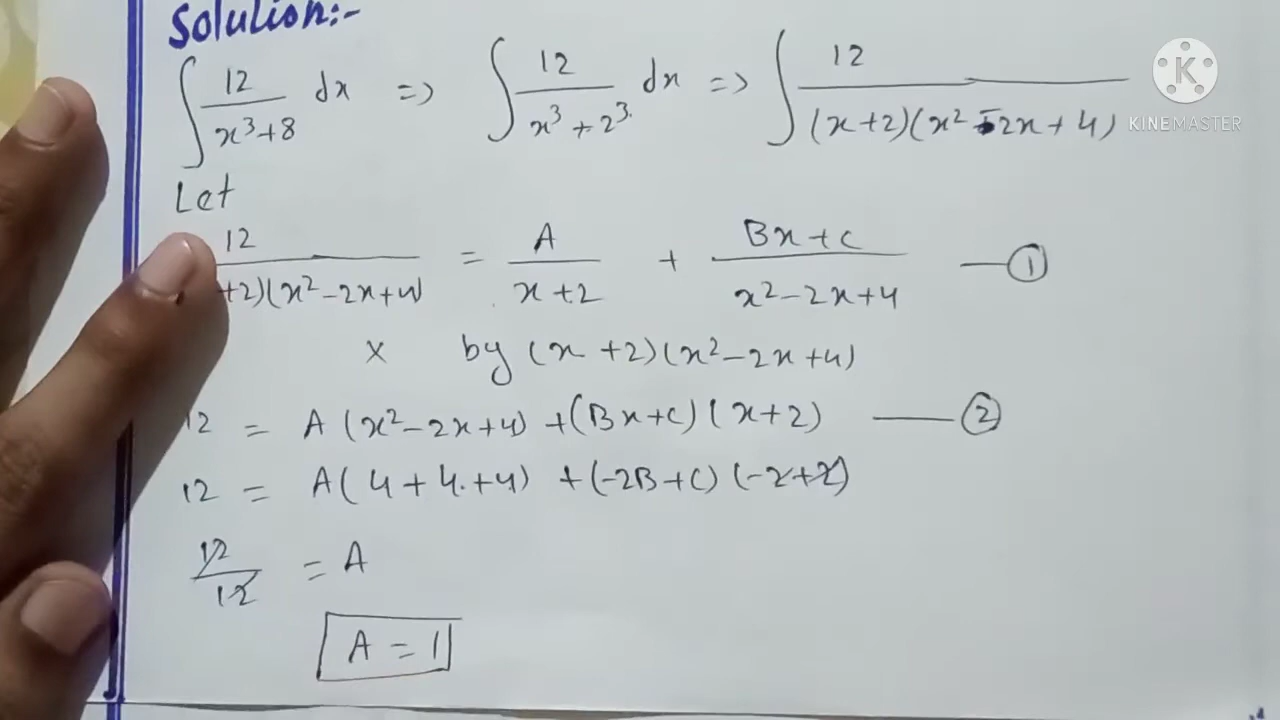 Solution:-
∫ 12/(x³+8) dx => ∫ 12/(x³+2³) dx => ∫ 12/((x+2)(x²-2x+4))
K
KINEMASTER
Let
12/(+2)(x²-2x+4) = A/(x+2) + (Bx+C)/(x²-2x+4) —①
× by (x+2)(x²-2x+4)
12 = A(x²-2x+4)+(Bx+C)(x+2) —②
12 = A(4+4+4) +(-2B+C)(-2+2)
12/12 = A
A = 1